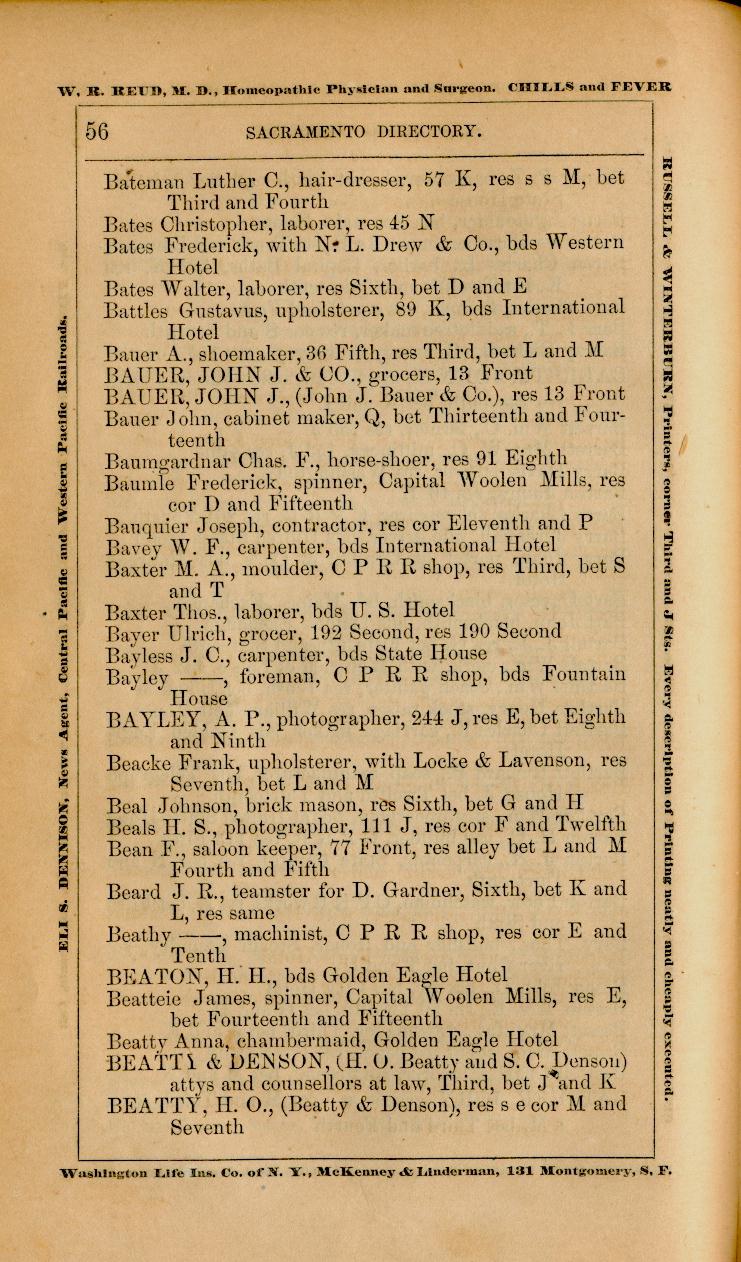 W. R. REUD, M. D., Homeopathic Physician and Surgeon. CHILLS and FEVER
56 SACRAMENTO DIRECTORY.
Bateman Luther C., hair-dresser, 57 K, res s s M, bet
Third and Fourth
Bates Christopher, laborer, res 45 N
Bates Frederick, with N. L. Drew & Co., bds Western
Hotel
Bates Walter, laborer, res Sixth, bet D and E
Battles Gustavus, upholsterer, 89 K, bds International
Hotel
Bauer A., shoemaker, 36 Fifth, res Third, bet L and M
BAUER, JOHN J. & CO., grocers, 13 Front
BAUER, JOHN J., (John J. Bauer & Co.), res 13 Front
Bauer John, cabinet maker, Q, bet Thirteenth and Four-
teenth
Baumgardnar Chas. F., horse-shoer, res 91 Eighth
Baumle Frederick, spinner, Capital Woolen Mills, res
cor D and Fifteenth
Bauquier Joseph, contractor, res cor Eleventh and P
Bavey W. F., carpenter, bds International Hotel
Baxter M. A., moulder, C P R R shop, res Third, bet S
and T
Baxter Thos., laborer, bds U. S. Hotel
Bayer Ulrich, grocer, 192 Second, res 190 Second
Bayless J. C., carpenter, bds State House
Bayley ——, foreman, C P R R shop, bds Fountain
House
BAYLEY, A. P., photographer, 244 J, res E, bet Eighth
and Ninth
Beacke Frank, upholsterer, with Locke & Lavenson, res
Seventh, bet L and M
Beal Johnson, brick mason, res Sixth, bet G and H
Beals H. S., photographer, 111 J, res cor F and Twelfth
Bean F., saloon keeper, 77 Front, res alley bet L and M
Fourth and Fifth
Beard J. R., teamster for D. Gardner, Sixth, bet K and
L, res same
Beathy ——, machinist, C P R R shop, res cor E and
Tenth
BEATON, H. H., bds Golden Eagle Hotel
Beatteie James, spinner, Capital Woolen Mills, res E,
bet Fourteenth and Fifteenth
Beatty Anna, chambermaid, Golden Eagle Hotel
BEATTY & DENSON, (H. O. Beatty and S. C. Denson)
attys and counsellors at law, Third, bet J and K
BEATTY, H. O., (Beatty & Denson), res s e cor M and
Seventh
Washington Life Ins. Co. of N. Y., McKenney & Linderman, 131 Montgomery, S. F.
ELI S. DENNISON, News Agent, Central Pacific and Western Pacific Railroads.
RUSSELL & WINTERBURN, Printers, corner Third and J Sts. Every description of Printing neatly and cheaply executed.